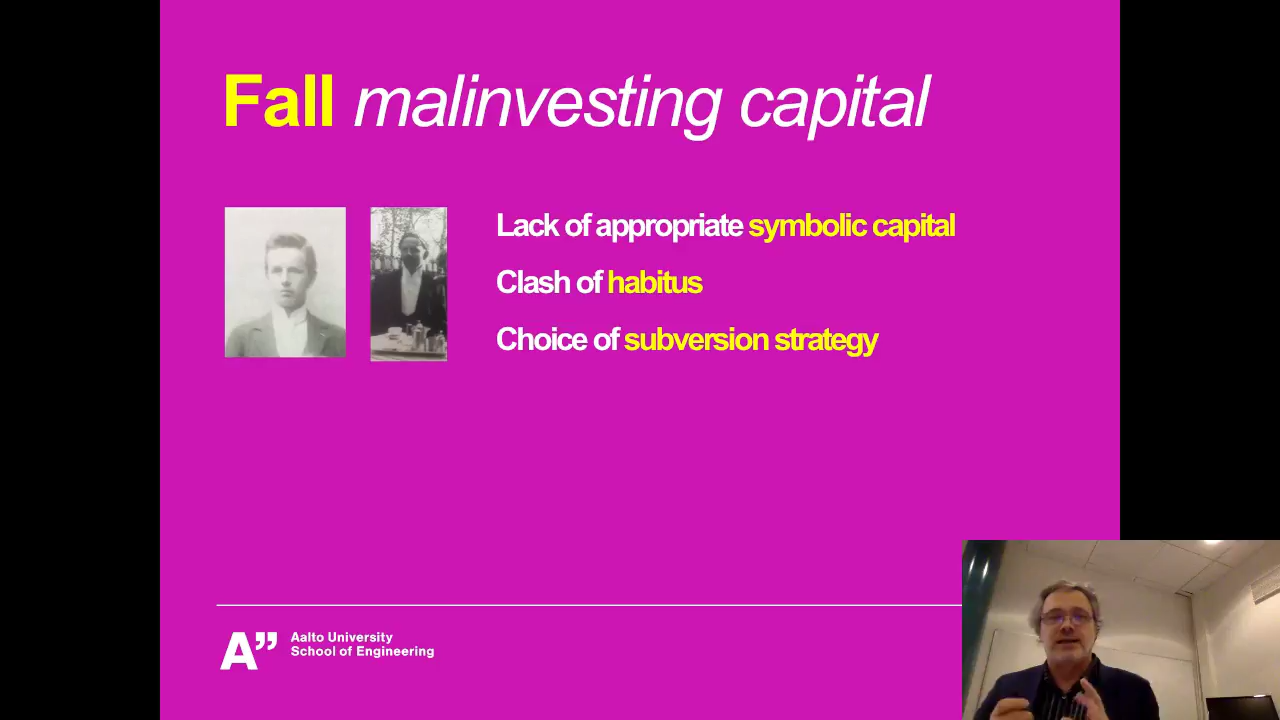 Fall malinvesting capital
Lack of appropriate symbolic capital
Clash of habitus
Choice of subversion strategy
A”
Aalto University
School of Engineering